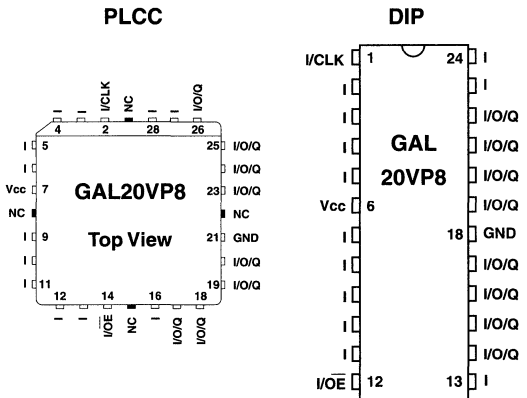 PLCC
I I I/CLK NC I I I/O/Q
4 2 28 26
I 5 25 I/O/Q
I I/O/Q
Vcc 7 GAL20VP8 23 I/O/Q
NC NC
I 9 Top View 21 GND
I I/O/Q
I 11 19 I/O/Q
12 14 16 18
I I I/O̅E̅ NC I I/O/Q I/O/Q
DIP
I/CLK 1 24 I
I I
I I/O/Q
I GAL I/O/Q
I 20VP8 I/O/Q
Vcc 6 I/O/Q
I 18 GND
I I/O/Q
I I/O/Q
I I/O/Q
I I/O/Q
I/O̅E̅ 12 13 I